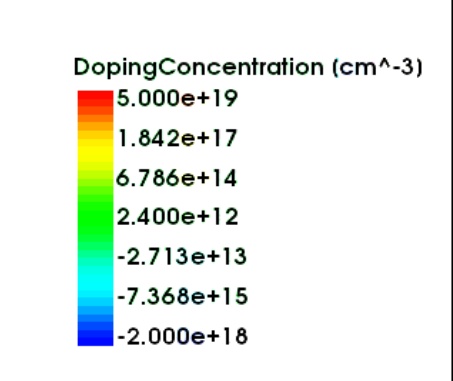 DopingConcentration (cm^-3)
5.000e+19
1.842e+17
6.786e+14
2.400e+12
-2.713e+13
-7.368e+15
-2.000e+18